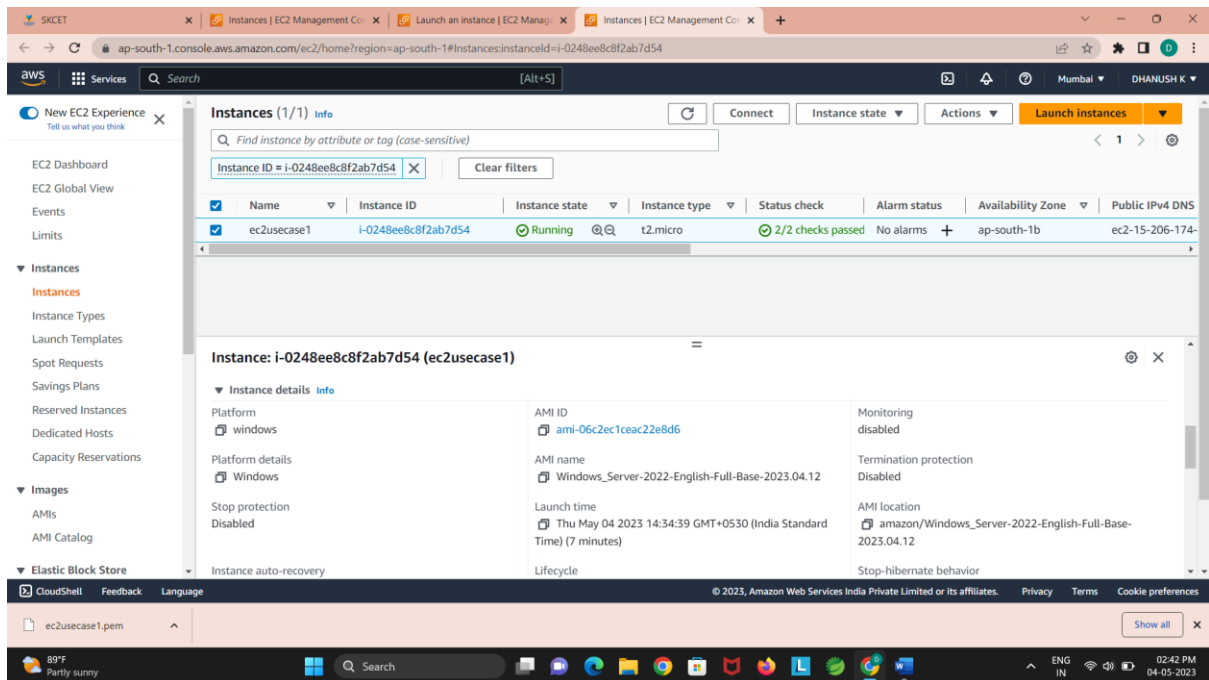 SKCET
Instances | EC2 Management Con
Launch an instance | EC2 Manag
Instances | EC2 Management Con
ap-south-1.console.aws.amazon.com/ec2/home?region=ap-south-1#Instances:instanceId=i-0248ee8c8f2ab7d54
D
aws Services Search [Alt+S] Mumbai DHANUSH K
New EC2 Experience
Tell us what you think
EC2 Dashboard
EC2 Global View
Events
Limits
Instances
Instances
Instance Types
Launch Templates
Spot Requests
Savings Plans
Reserved Instances
Dedicated Hosts
Capacity Reservations
Images
AMIs
AMI Catalog
Elastic Block Store
Instances (1/1) Info
Connect Instance state Actions Launch instances
Find instance by attribute or tag (case-sensitive)
1
Instance ID = i-0248ee8c8f2ab7d54 Clear filters
Name Instance ID Instance state Instance type Status check Alarm status Availability Zone Public IPv4 DNS
ec2usecase1 i-0248ee8c8f2ab7d54 Running t2.micro 2/2 checks passed No alarms + ap-south-1b ec2-15-206-174-
Instance: i-0248ee8c8f2ab7d54 (ec2usecase1)
Instance details Info
Platform
windows
AMI ID
ami-06c2ec1ceac22e8d6
Monitoring
disabled
Platform details
Windows
AMI name
Windows_Server-2022-English-Full-Base-2023.04.12
Termination protection
Disabled
Stop protection
Disabled
Launch time
Thu May 04 2023 14:34:39 GMT+0530 (India Standard
Time) (7 minutes)
AMI location
amazon/Windows_Server-2022-English-Full-Base-
2023.04.12
Instance auto-recovery
Lifecycle
Stop-hibernate behavior
CloudShell Feedback Language © 2023, Amazon Web Services India Private Limited or its affiliates. Privacy Terms Cookie preferences
ec2usecase1.pem
Show all
89°F
Partly sunny
Search
L
ENG
IN
02:42 PM
04-05-2023